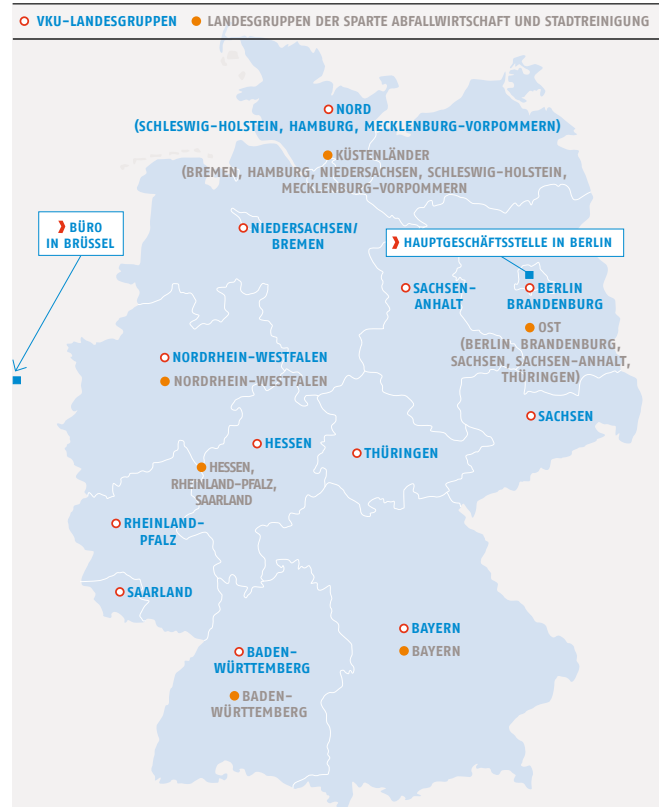 VKU-LANDESGRUPPEN LANDESGRUPPEN DER SPARTE ABFALLWIRTSCHAFT UND STADTREINIGUNG
NORD
(SCHLESWIG-HOLSTEIN, HAMBURG, MECKLENBURG-VORPOMMERN)
KÜSTENLÄNDER
(BREMEN, HAMBURG, NIEDERSACHSEN, SCHLESWIG-HOLSTEIN,
MECKLENBURG-VORPOMMERN
BÜRO
IN BRÜSSEL
NIEDERSACHSEN/
BREMEN
HAUPTGESCHÄFTSSTELLE IN BERLIN
SACHSEN-
ANHALT
BERLIN
BRANDENBURG
OST
(BERLIN, BRANDENBURG,
SACHSEN, SACHSEN-ANHALT,
THÜRINGEN)
NORDRHEIN-WESTFALEN
NORDRHEIN-WESTFALEN
SACHSEN
HESSEN
THÜRINGEN
HESSEN,
RHEINLAND-PFALZ,
SAARLAND
RHEINLAND-
PFALZ
SAARLAND
BAYERN
BAYERN
BADEN-
WÜRTTEMBERG
BADEN-
WÜRTTEMBERG